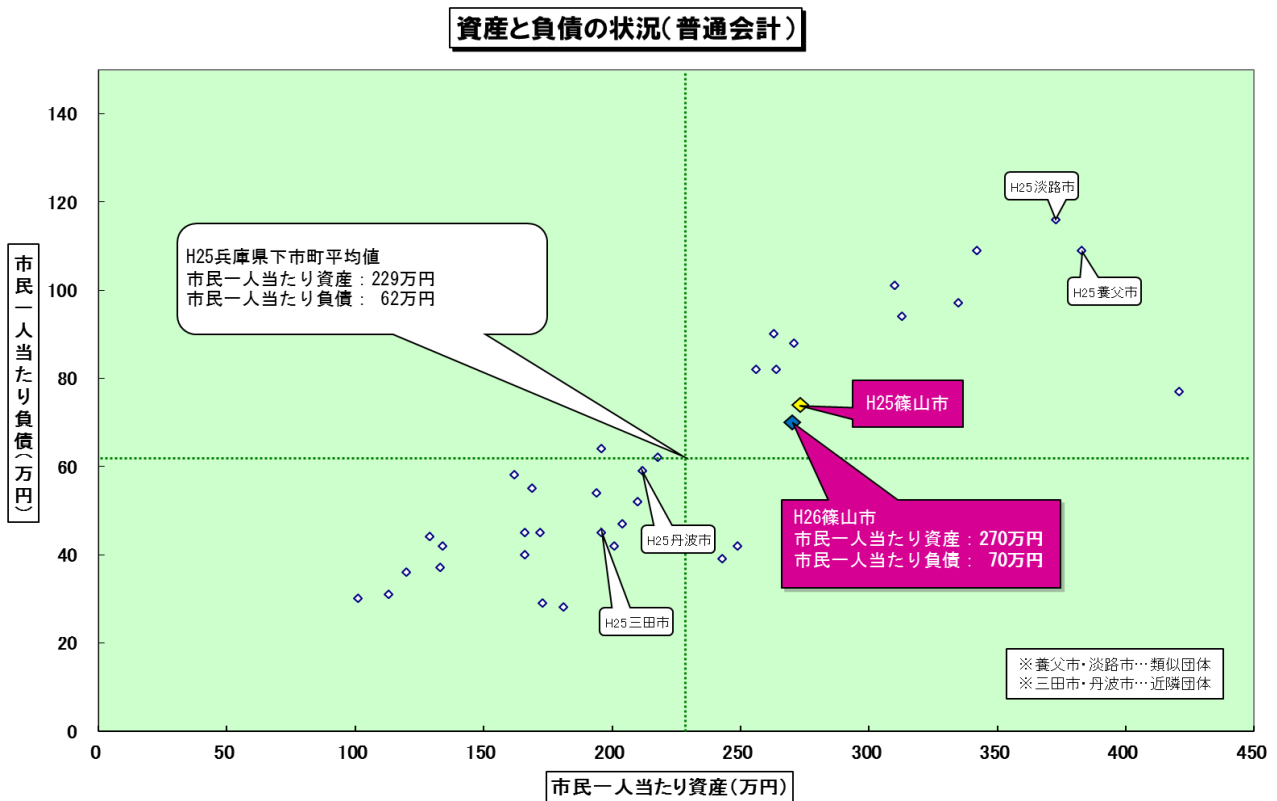 資産と負債の状況(普通会計)
140
120
100
80
60
40
20
0
市民一人当たり負債(万円)
H25兵庫県下市町平均値
市民一人当たり資産:229万円
市民一人当たり負債: 62万円
H25淡路市
H25養父市
H25篠山市
H26篠山市
市民一人当たり資産:270万円
市民一人当たり負債: 70万円
H25丹波市
H25三田市
※養父市・淡路市…類似団体
※三田市・丹波市…近隣団体
0 50 100 150 200 250 300 350 400 450
市民一人当たり資産(万円)